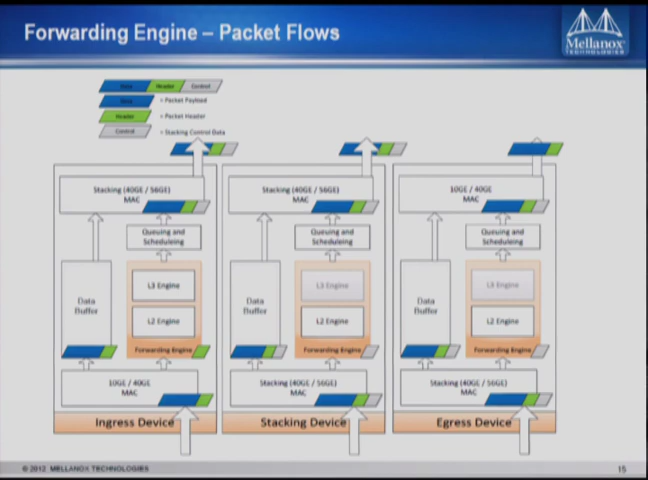 Forwarding Engine – Packet Flows
Mellanox
TECHNOLOGIES
Data Header Control
Data = Packet Payload
Header = Packet Header
Control = Stacking Control Data
Stacking (40GE / 56GE)
MAC
Queuing and
Scheduleing
L3 Engine
L2 Engine
Data
Buffer
Forwarding Engine
10GE / 40GE
MAC
Ingress Device
Stacking (40GE / 56GE)
MAC
Queuing and
Scheduleing
L3 Engine
L2 Engine
Data
Buffer
Forwarding Engine
Stacking (40GE / 56GE)
MAC
Stacking Device
10GE / 40GE
MAC
Queuing and
Scheduleing
L3 Engine
L2 Engine
Data
Buffer
Forwarding Engine
Stacking (40GE / 56GE)
MAC
Egress Device
© 2012 MELLANOX TECHNOLOGIES
15